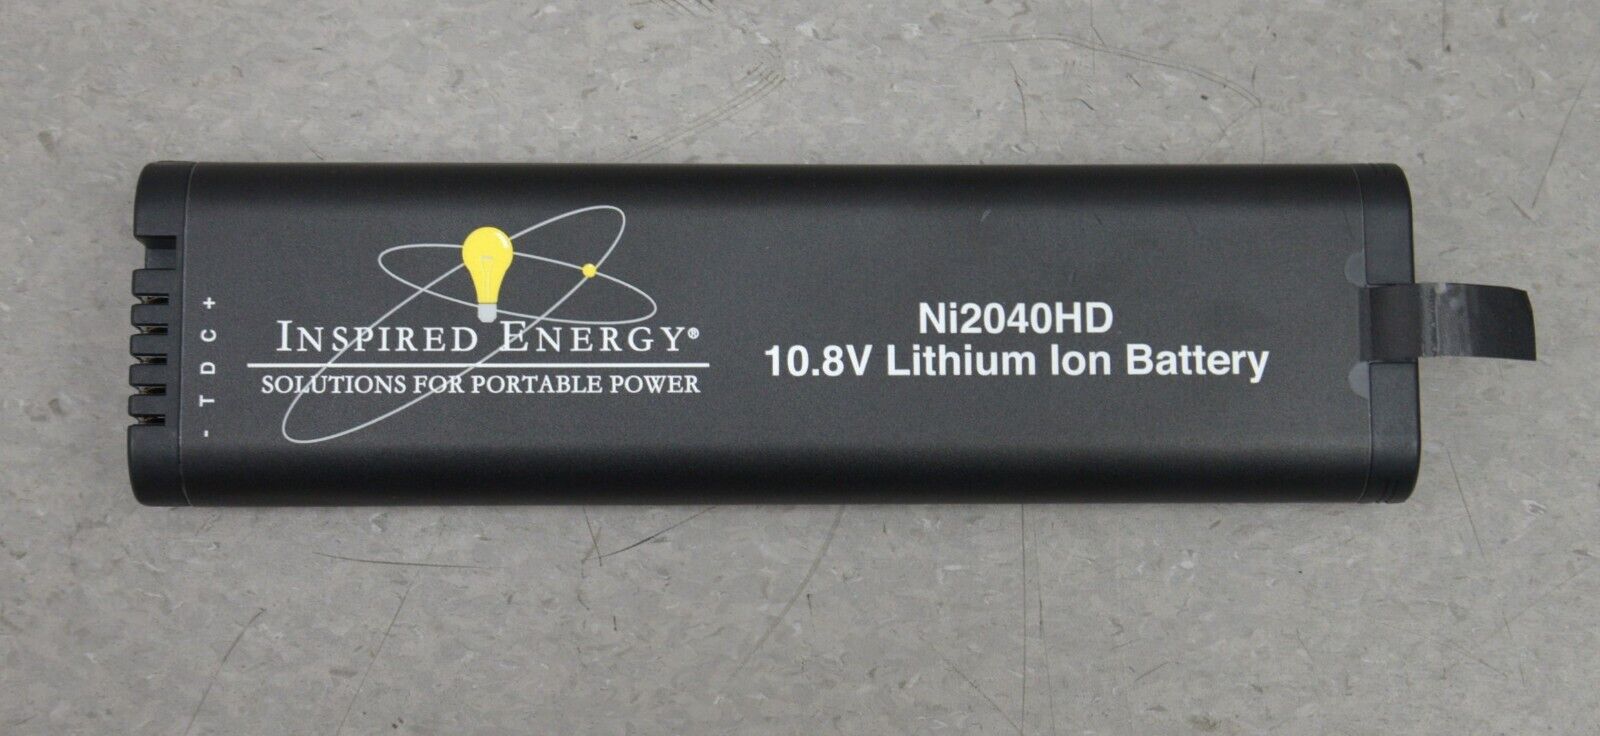 +
C
D
T
-
INSPIRED ENERGY®
SOLUTIONS FOR PORTABLE POWER
Ni2040HD
10.8V Lithium Ion Battery